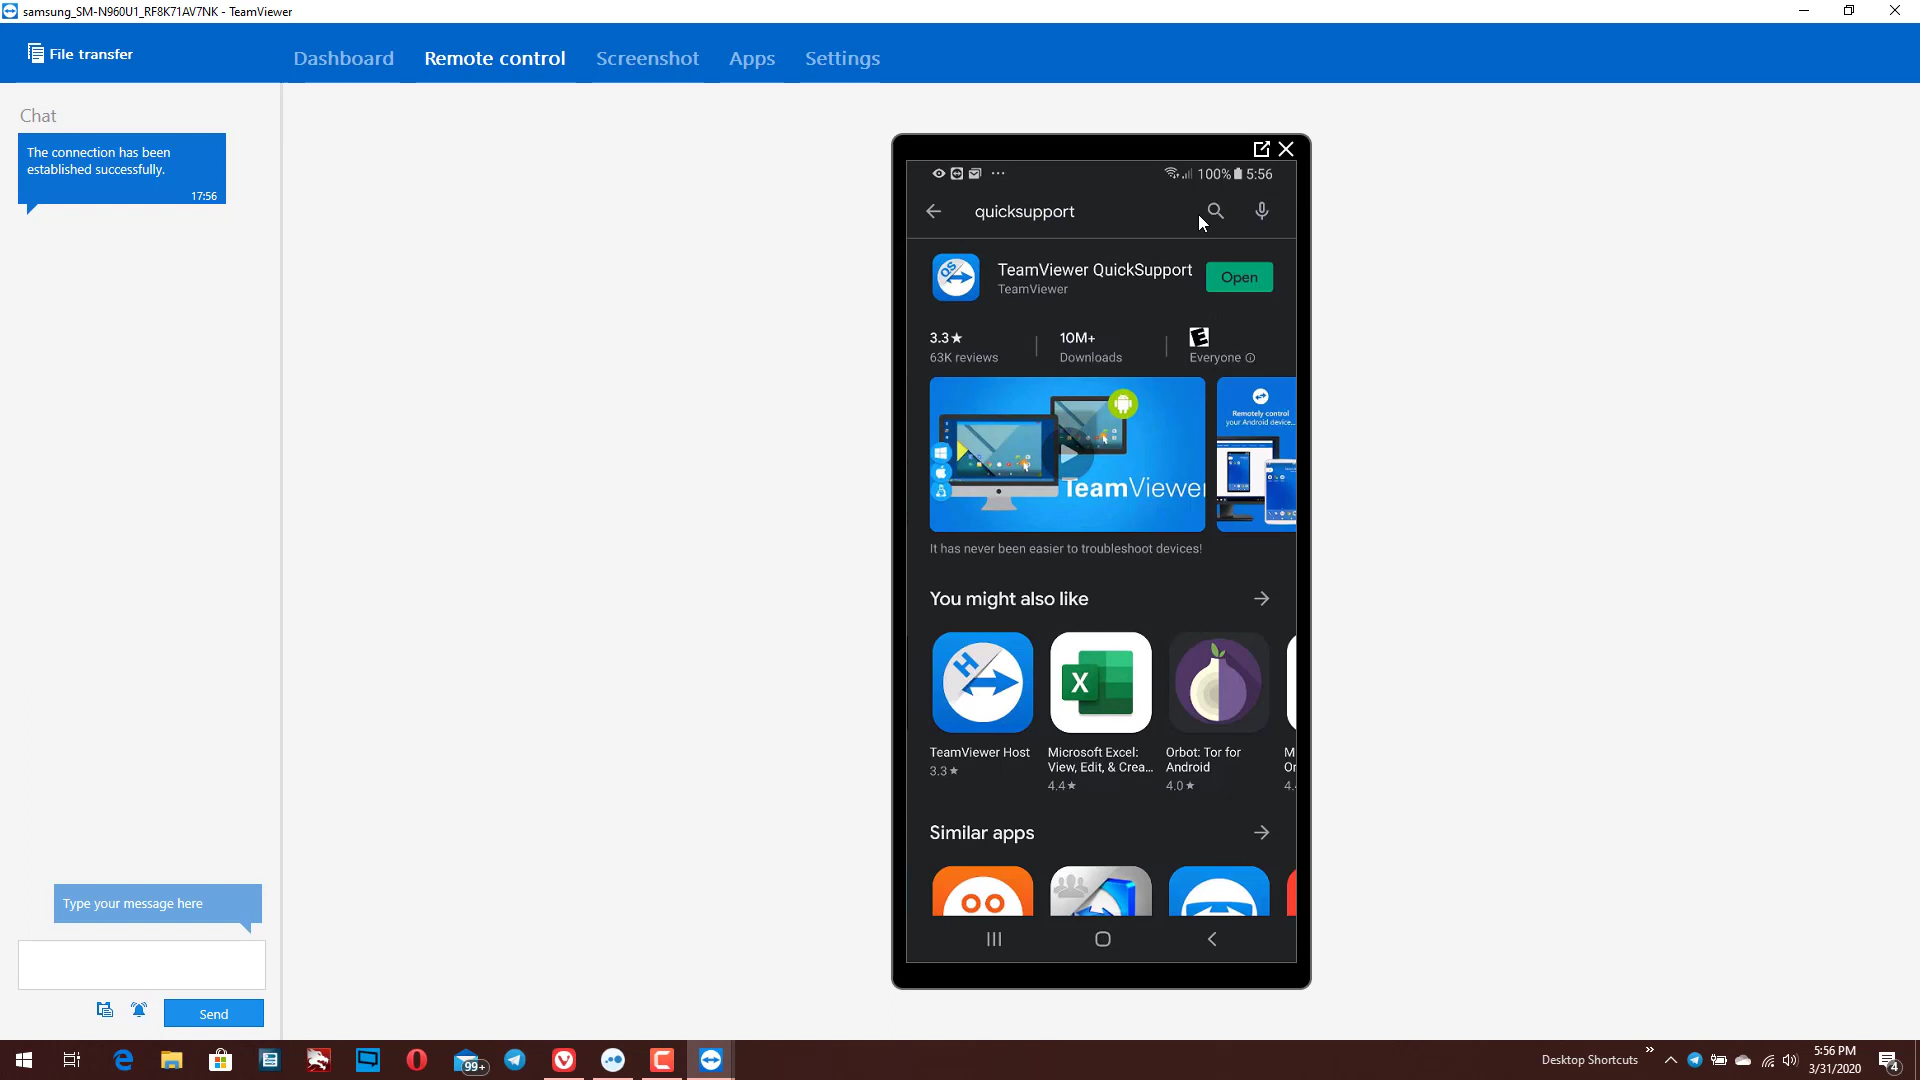 samsung_SM-N960U1_RF8K71AV7NK - TeamViewer
File transfer
Dashboard
Remote control
Screenshot
Apps
Settings
Chat
The connection has been
established successfully.
17:56
Type your message here
Send
100% 5:56
quicksupport
TeamViewer QuickSupport
TeamViewer
Open
3.3★
63K reviews
10M+
Downloads
E
Everyone
TeamViewer
Remotely control
your Android device...
It has never been easier to troubleshoot devices!
You might also like
H
X
TeamViewer Host
3.3★
Microsoft Excel:
View, Edit, & Crea...
4.4★
Orbot: Tor for
Android
4.0★
M
Or
4.
Similar apps
99+
Desktop Shortcuts
5:56 PM
3/31/2020
4